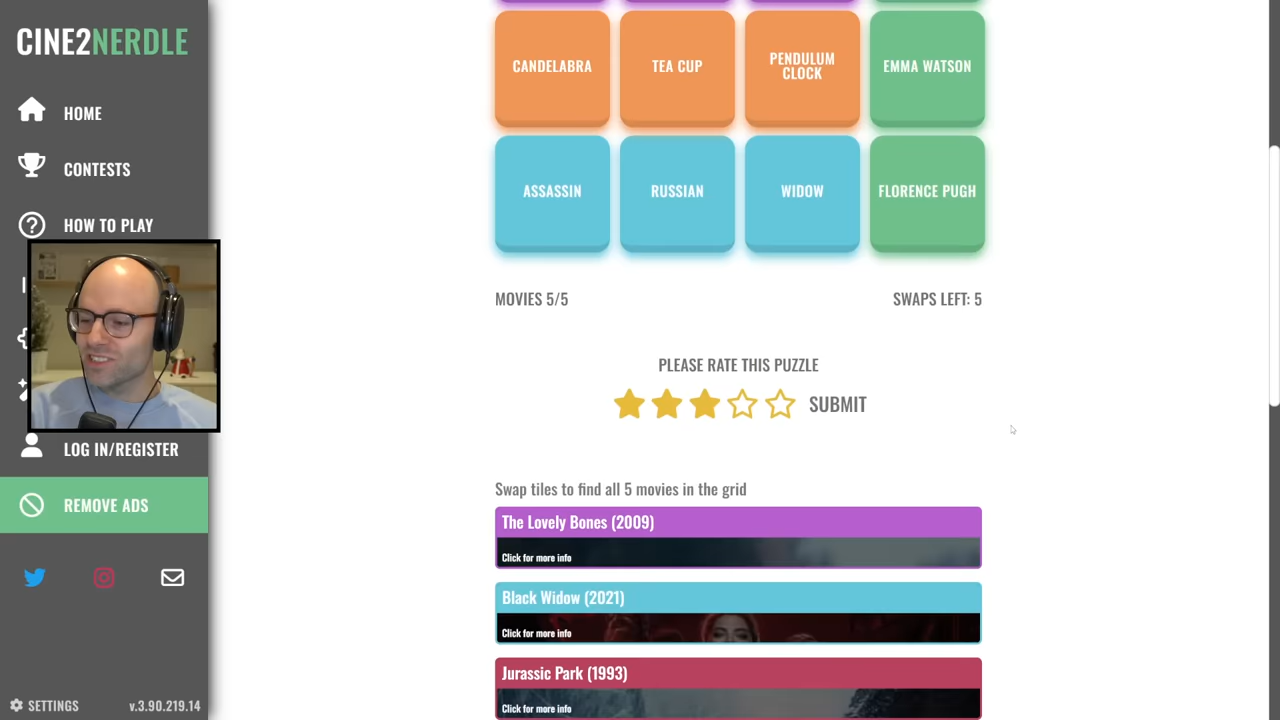 CINE2NERDLE
HOME
CONTESTS
HOW TO PLAY
LOG IN/REGISTER
REMOVE ADS
SETTINGS
v.3.90.219.14
CANDELABRA
TEA CUP
PENDULUM
CLOCK
EMMA WATSON
ASSASSIN
RUSSIAN
WIDOW
FLORENCE PUGH
MOVIES 5/5
SWAPS LEFT: 5
PLEASE RATE THIS PUZZLE
SUBMIT
Swap tiles to find all 5 movies in the grid
The Lovely Bones (2009)
Click for more info
Black Widow (2021)
Click for more info
Jurassic Park (1993)
Click for more info